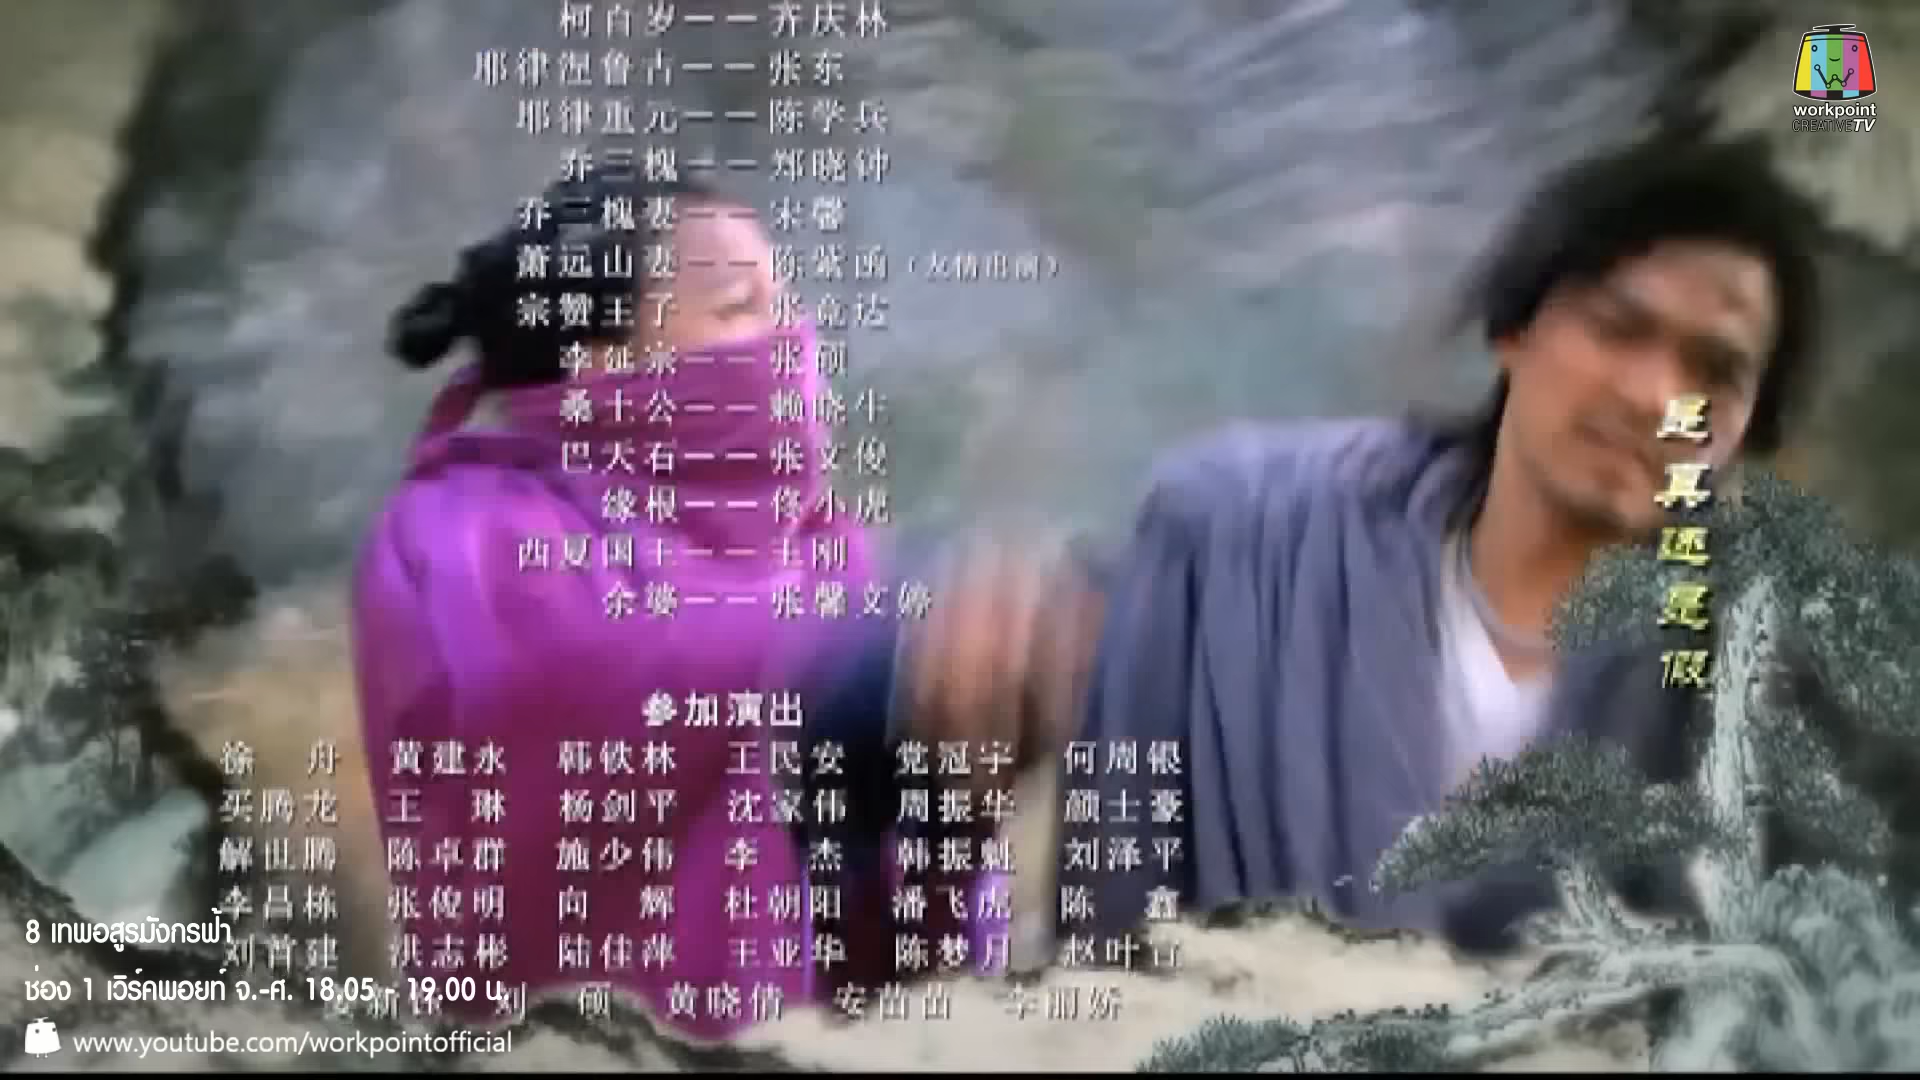 柯百岁——齐庆林
耶律涅鲁古——张东
耶律重元——陈学兵
乔三槐——郑晓钟
乔三槐妻——宋馨
萧远山妻——陈紫函（友情出演）
宗赞王子——张竞达
李延宗——张硕
桑土公——赖晓生
巴天石——张文俊
缘根——佟小虎
西夏国王——王刚
余婆——张馨文婷
是真还是假
参加演出
徐 舟 黄建永 韩铁林 王民安 党冠宇 何周银
买腾龙 王 琳 杨剑平 沈家伟 周振华 颜士豪
解世腾 陈卓群 施少伟 李 杰 韩振魁 刘泽平
李昌栋 张俊明 向 辉 杜朝阳 潘飞虎 陈 鑫
刘首建 洪志彬 陆佳萍 王亚华 陈梦月 赵叶宣
刘 硕 黄晓倩 安苗苗 李丽娇
8 เทพอสูรมังกรฟ้า
ช่อง 1 เวิร์คพอยท์ จ.-ศ. 18.05 - 19.00 น.
www.youtube.com/workpointofficial
workpoint
CREATIVE TV